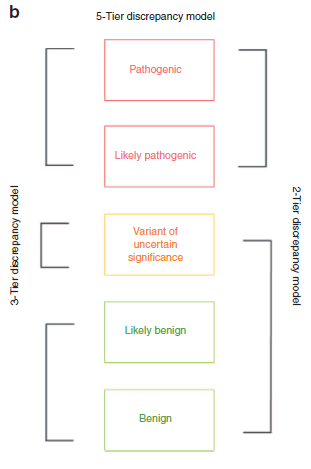 b
5-Tier discrepancy model
Pathogenic
Likely pathogenic
Variant of
uncertain
significance
Likely benign
Benign
3-Tier discrepancy model
2-Tier discrepancy model